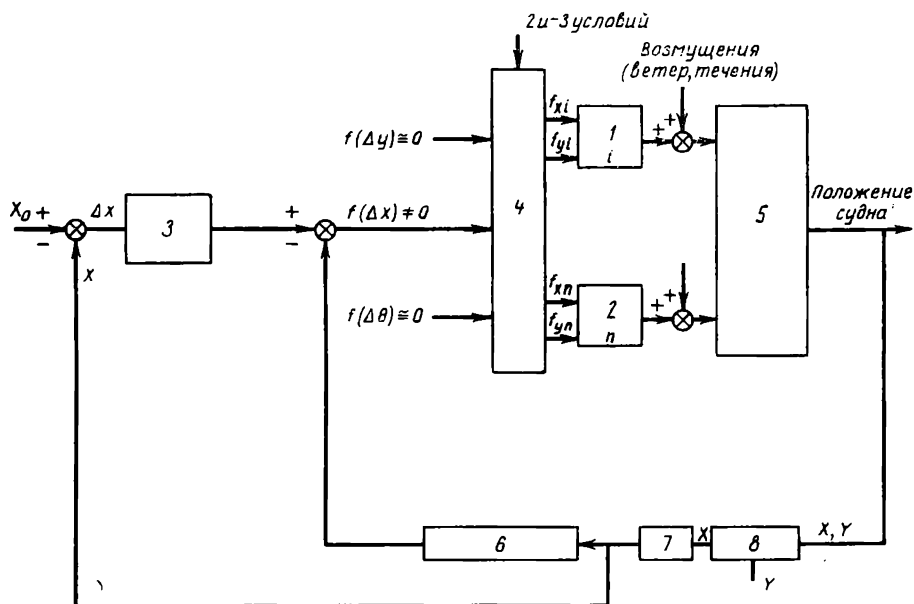 2и-3 условий
Возмущения
(ветер, течения)
f(Δy)≅0
f_xi
f_yi
1
i
+
+
4
5
Положение
судна
X₀
+
−
Δx
3
+
−
f(Δx)≠0
X
f(Δθ)≅0
f_xn
f_yn
2
n
+
+
6
7
X
8
X, Y
Y